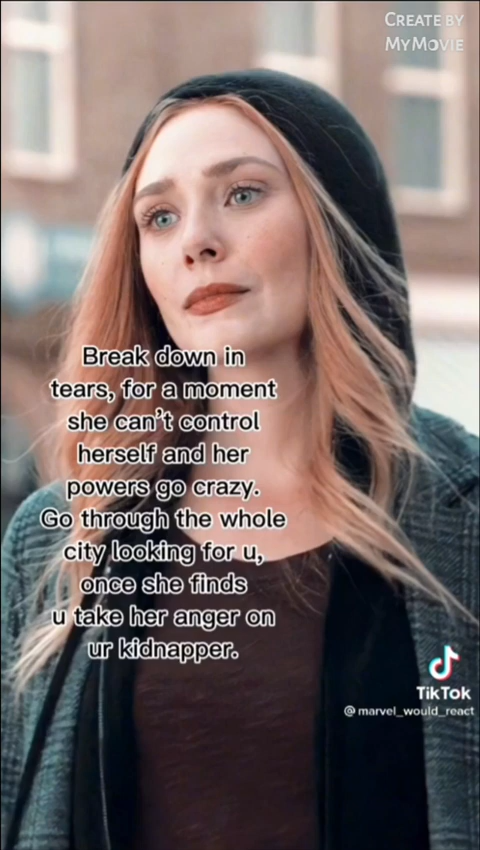 CREATE BY
MYMOVIE
Break down in
tears, for a moment
she can't control
herself and her
powers go crazy.
Go through the whole
city looking for u,
once she finds
u take her anger on
ur kidnapper.
TikTok
@marvel_would_react